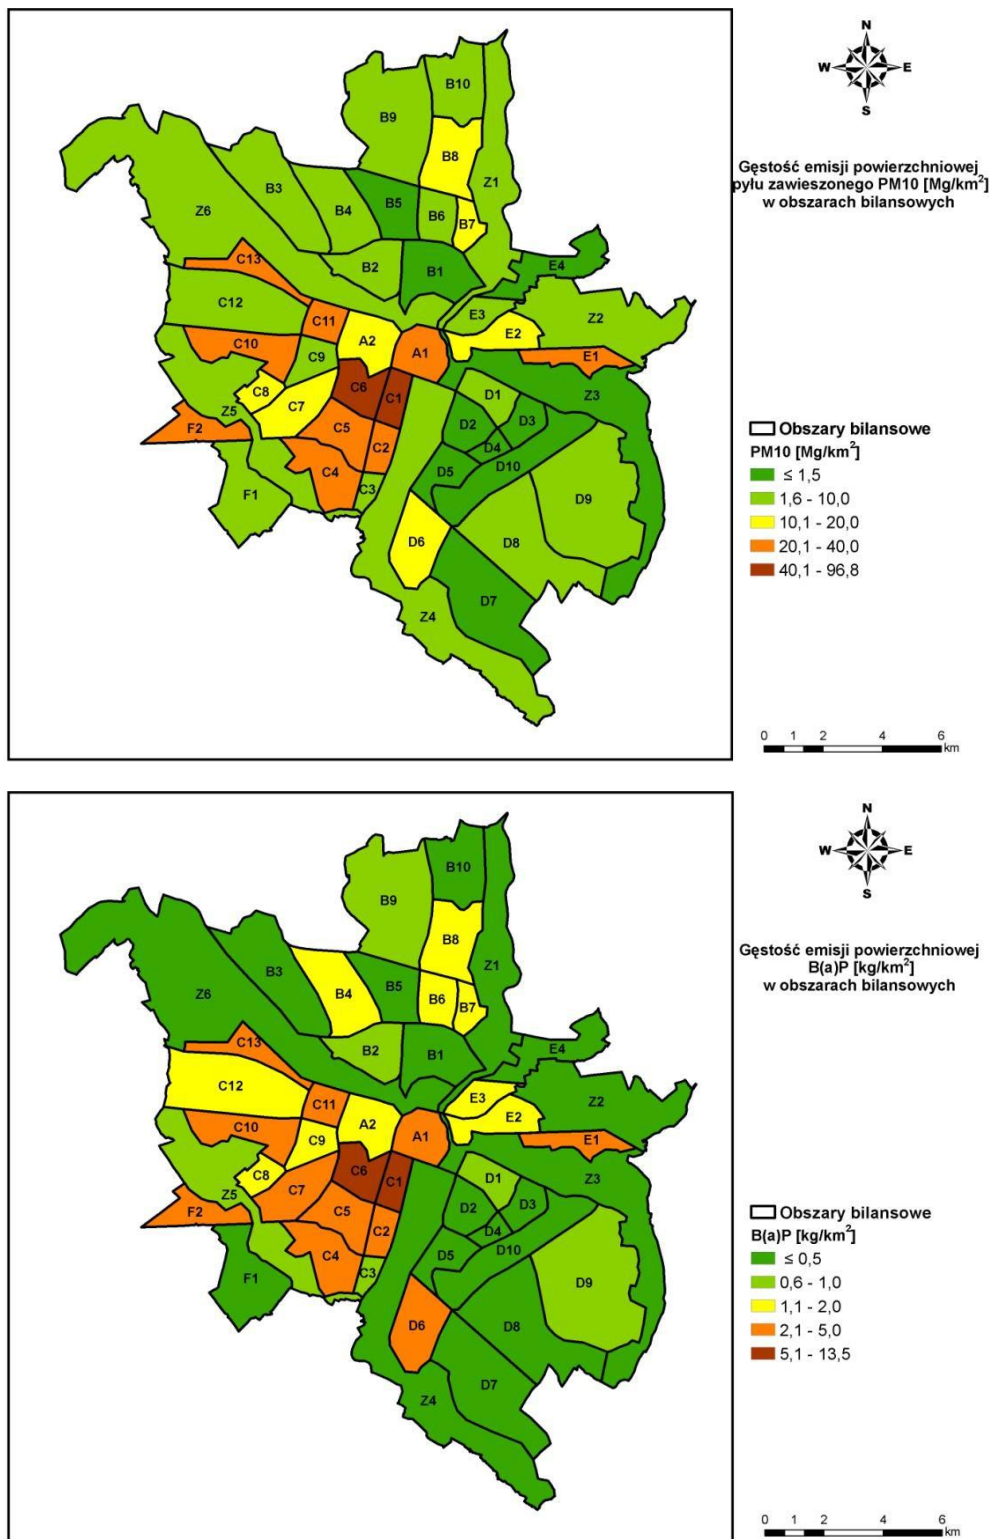 N
W E
S
Gęstość emisji powierzchniowej
pyłu zawieszonego PM10 [Mg/km²]
w obszarach bilansowych
B10
B9
B8
Z1
B3
B4
B5
B6
B7
Z6
B2
B1
E4
C13
C12
E3
Z2
C11
A2
E2
C10
A1
E1
C9
C8
C6
C1
D1
Z3
C7
Z5
F2
C5
C2
D2
D3
D4
C4
D5
D10
F1
C3
D9
D6
D8
D7
Z4
Obszary bilansowe
PM10 [Mg/km²]
≤ 1,5
1,6 - 10,0
10,1 - 20,0
20,1 - 40,0
40,1 - 96,8
0 1 2 4 6
km
N
W E
S
Gęstość emisji powierzchniowej
B(a)P [kg/km²]
w obszarach bilansowych
B10
B9
B8
Z1
B3
B4
B5
B6
B7
Z6
B2
B1
E4
C13
C12
E3
Z2
C11
A2
E2
C10
A1
E1
C9
C8
C6
C1
D1
Z3
C7
Z5
F2
C5
C2
D2
D3
D4
C4
D5
D10
F1
C3
D9
D6
D8
D7
Z4
Obszary bilansowe
B(a)P [kg/km²]
≤ 0,5
0,6 - 1,0
1,1 - 2,0
2,1 - 5,0
5,1 - 13,5
0 1 2 4 6
km